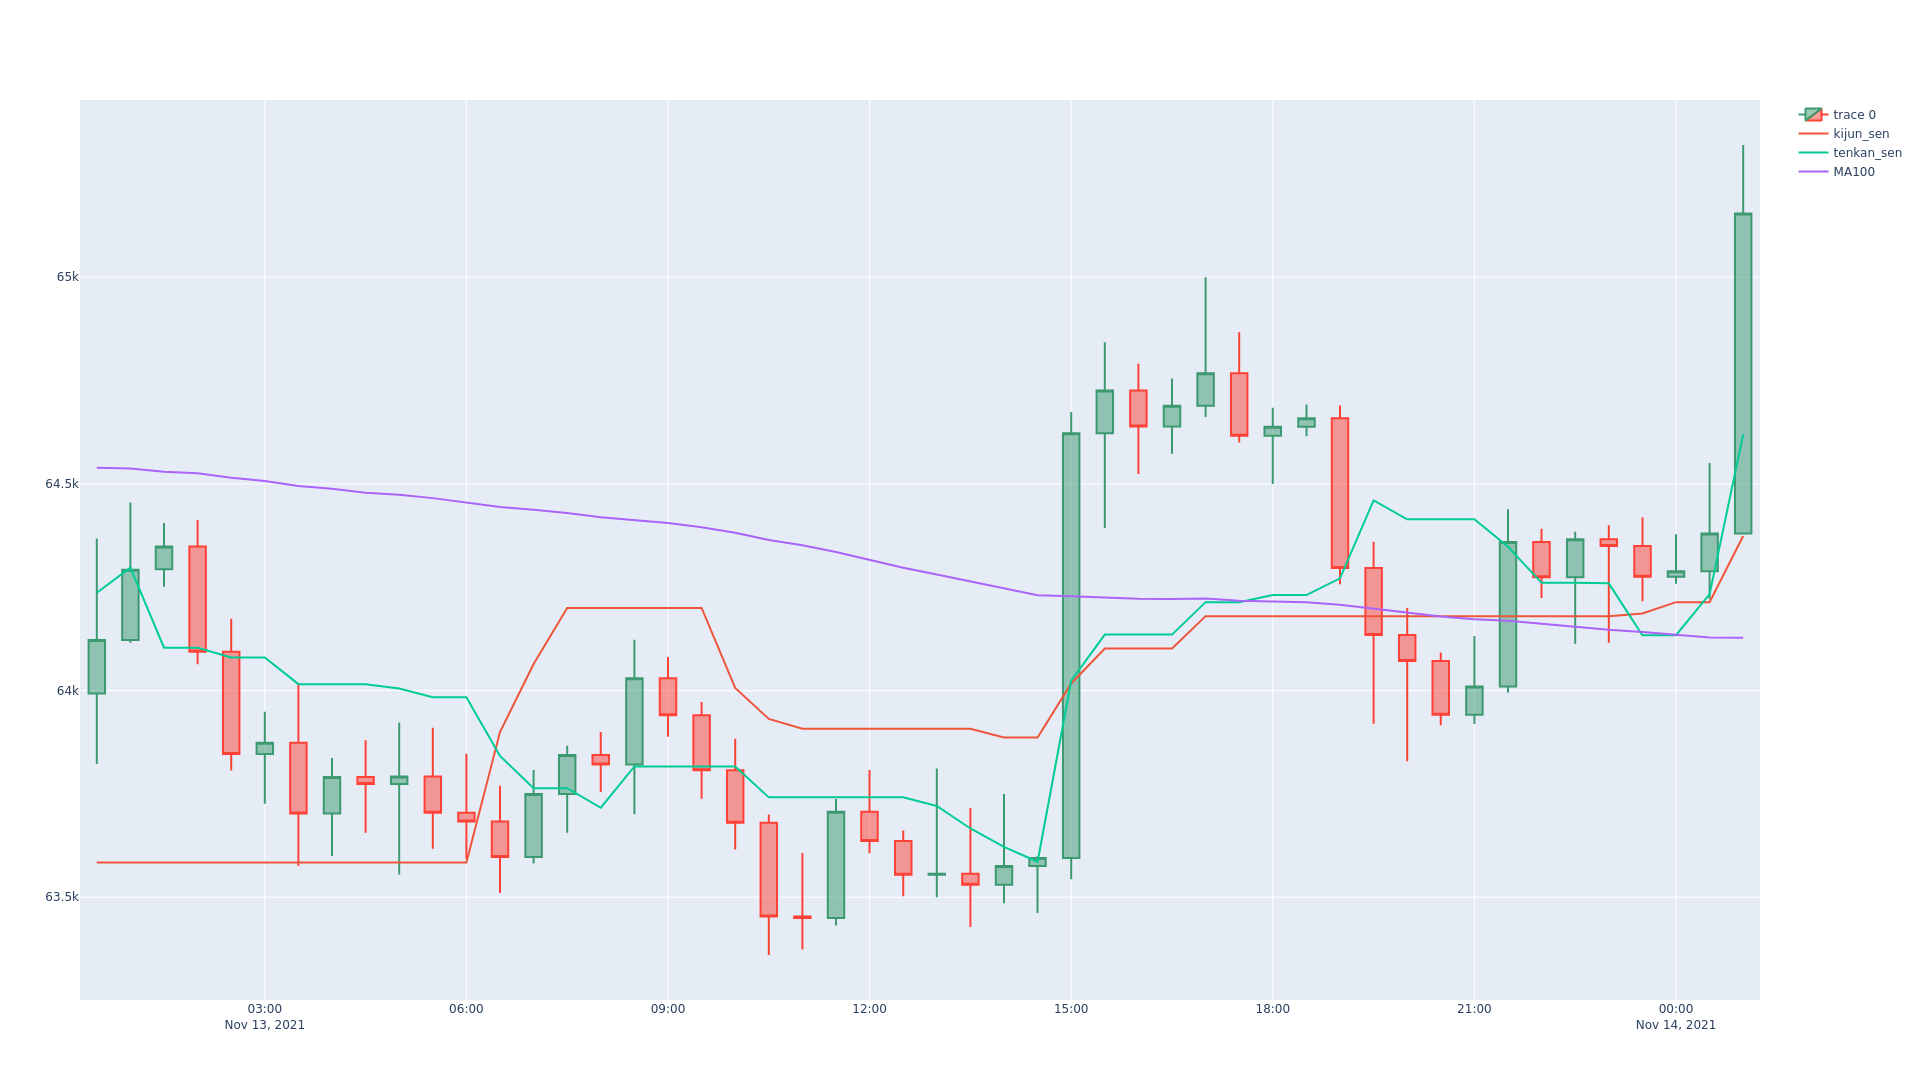 trace 0
kijun_sen
tenkan_sen
MA100
65k
64.5k
64k
63.5k
03:00 06:00 09:00 12:00 15:00 18:00 21:00 00:00
Nov 13, 2021 Nov 14, 2021